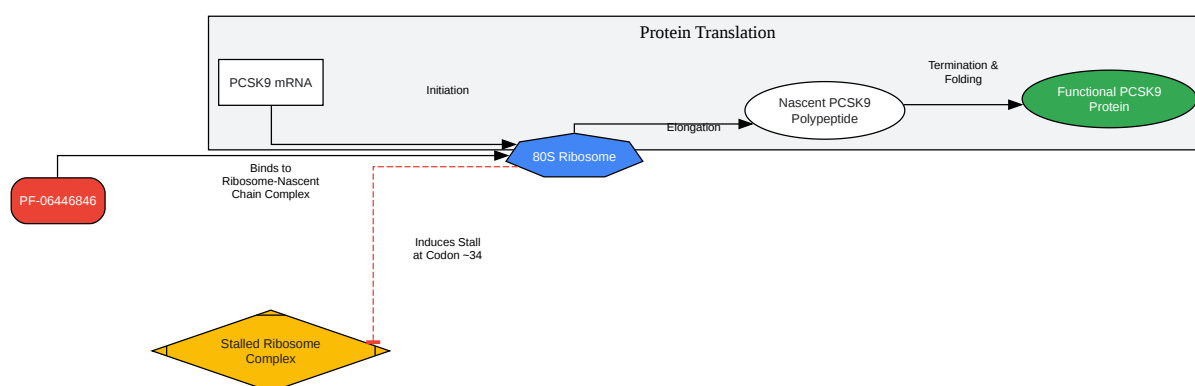 Protein Translation
PCSK9 mRNA
Initiation
Elongation
Nascent PCSK9
Polypeptide
Termination &
Folding
Functional PCSK9
Protein
80S Ribosome
Binds to
Ribosome-Nascent
Chain Complex
PF-06446846
Induces Stall
at Codon ~34
Stalled Ribosome
Complex